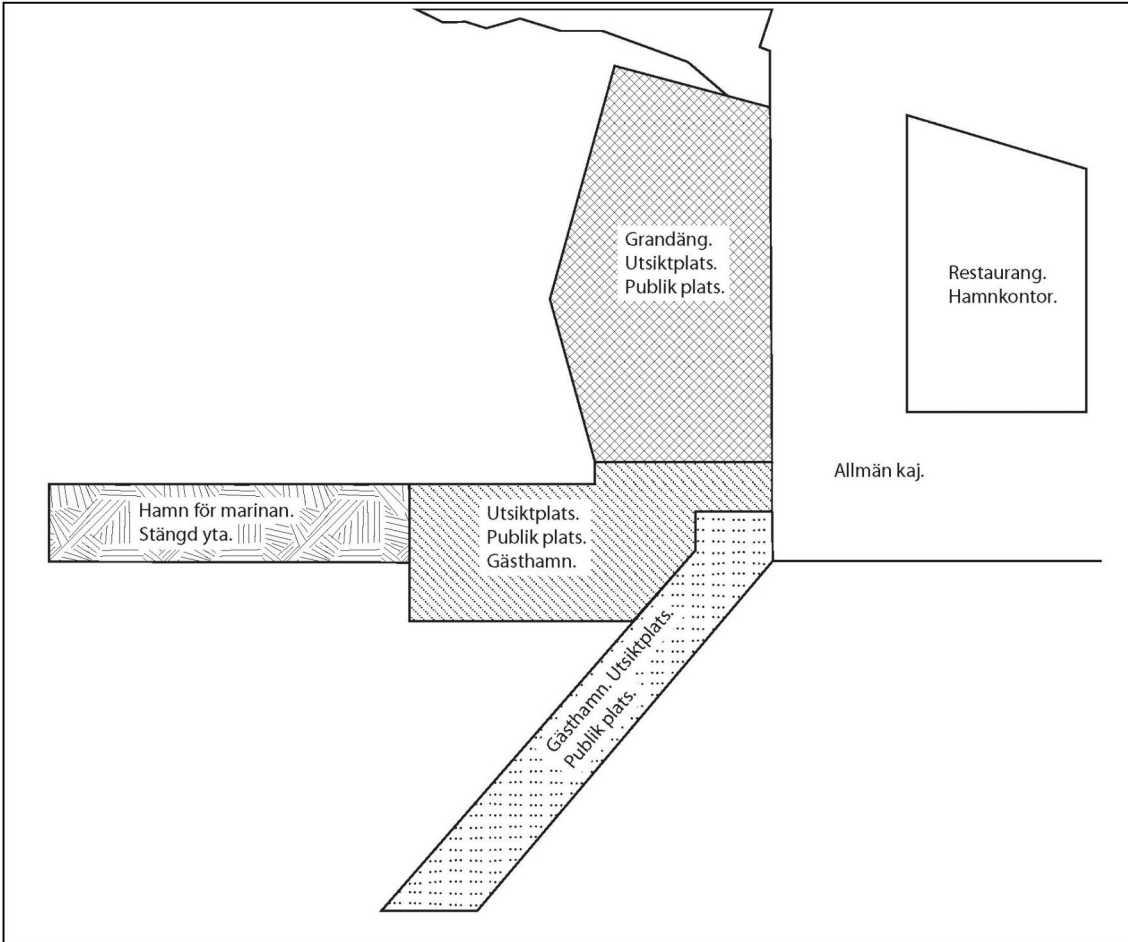 Grandäng.
Utsiktplats.
Publik plats.
Restaurang.
Hamnkontor.
Allmän kaj.
Hamn för marinan.
Stängd yta.
Utsiktplats.
Publik plats.
Gästhamn.
Gästhamn. Utsiktplats.
Publik plats.